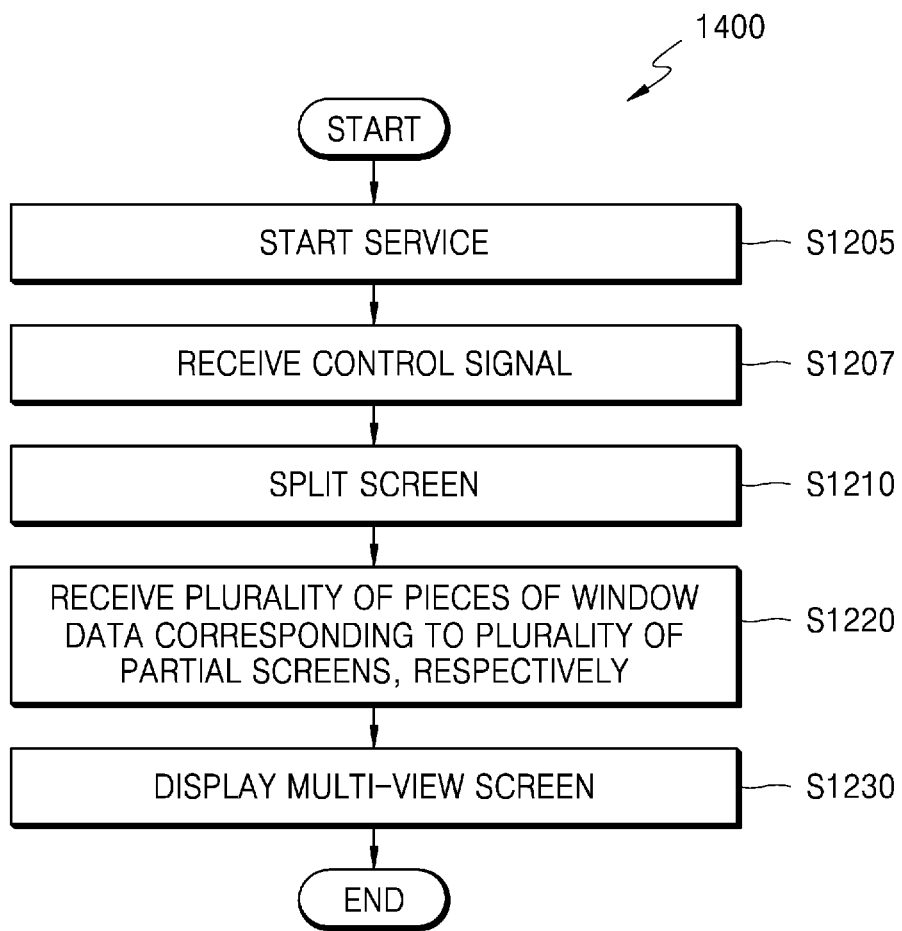 1400
START
START SERVICE
S1205
RECEIVE CONTROL SIGNAL
S1207
SPLIT SCREEN
S1210
RECEIVE PLURALITY OF PIECES OF WINDOW
DATA CORRESPONDING TO PLURALITY OF
PARTIAL SCREENS, RESPECTIVELY
S1220
DISPLAY MULTI-VIEW SCREEN
S1230
END